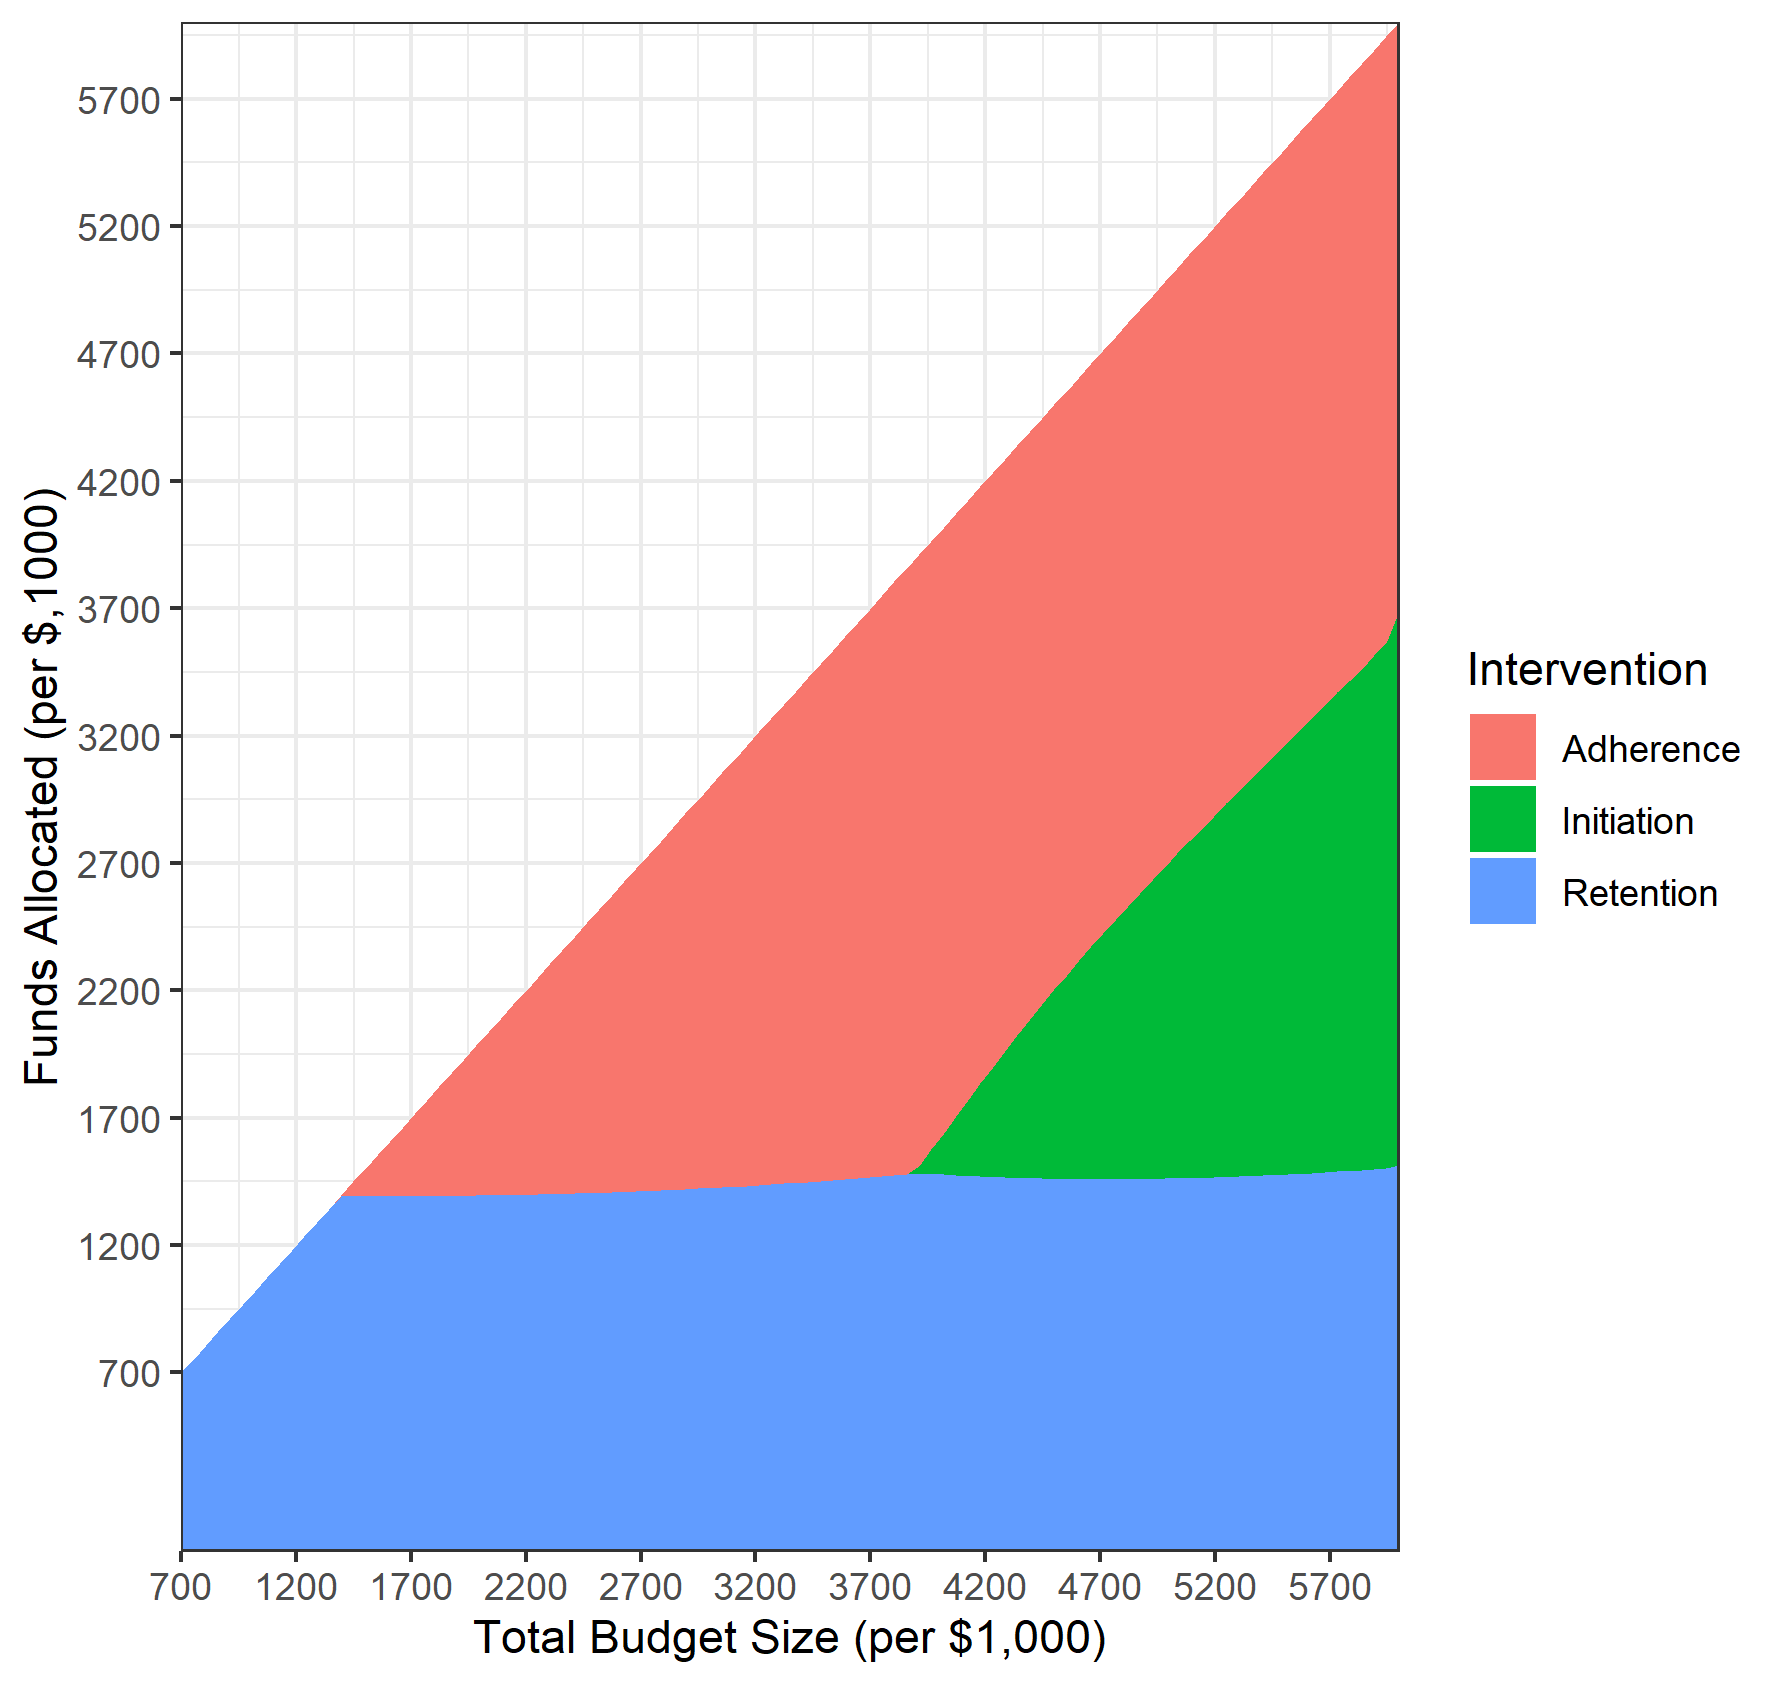 5700
5200
4700
4200
3700
3200
2700
2200
1700
1200
700
Funds Allocated (per $,1000)
700 1200 1700 2200 2700 3200 3700 4200 4700 5200 5700
Total Budget Size (per $1,000)
Intervention
Adherence
Initiation
Retention